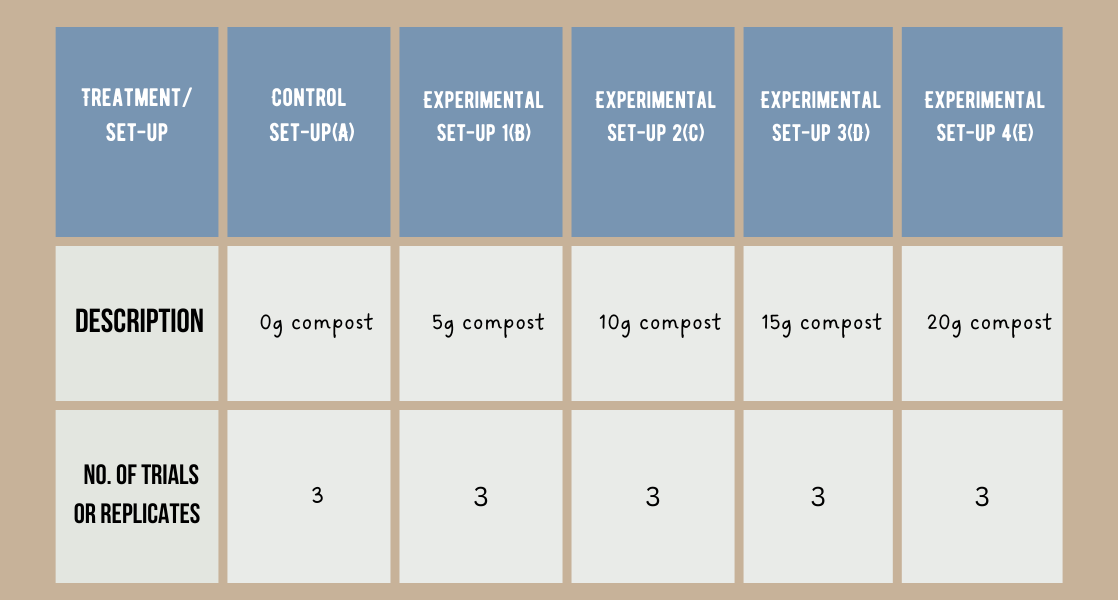 TREATMENT/
SET-UP
CONTROL
SET-UP(A)
EXPERIMENTAL
SET-UP 1(B)
EXPERIMENTAL
SET-UP 2(C)
EXPERIMENTAL
SET-UP 3(D)
EXPERIMENTAL
SET-UP 4(E)
DESCRIPTION
0g compost
5g compost
10g compost
15g compost
20g compost
NO. OF TRIALS
OR REPLICATES
3
3
3
3
3